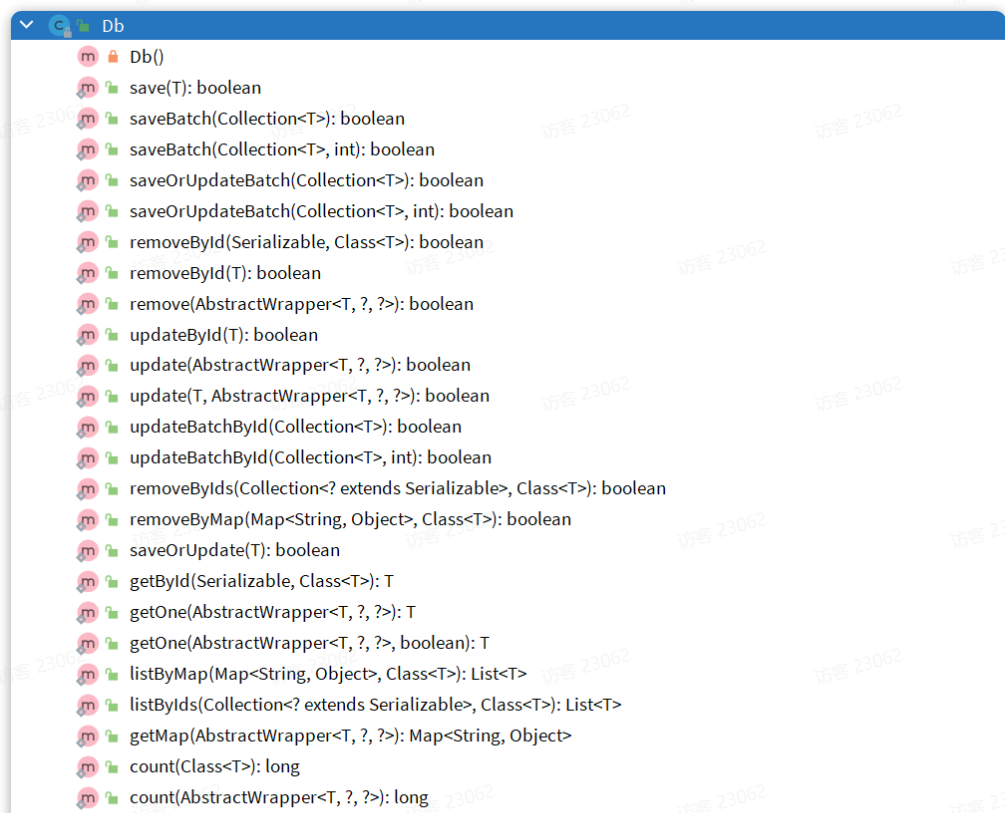 Db
Db()
save(T): boolean
saveBatch(Collection<T>): boolean
saveBatch(Collection<T>, int): boolean
saveOrUpdateBatch(Collection<T>): boolean
saveOrUpdateBatch(Collection<T>, int): boolean
removeById(Serializable, Class<T>): boolean
removeById(T): boolean
remove(AbstractWrapper<T, ?, ?>): boolean
updateById(T): boolean
update(AbstractWrapper<T, ?, ?>): boolean
update(T, AbstractWrapper<T, ?, ?>): boolean
updateBatchById(Collection<T>): boolean
updateBatchById(Collection<T>, int): boolean
removeByIds(Collection<? extends Serializable>, Class<T>): boolean
removeByMap(Map<String, Object>, Class<T>): boolean
saveOrUpdate(T): boolean
getById(Serializable, Class<T>): T
getOne(AbstractWrapper<T, ?, ?>): T
getOne(AbstractWrapper<T, ?, ?>, boolean): T
listByMap(Map<String, Object>, Class<T>): List<T>
listByIds(Collection<? extends Serializable>, Class<T>): List<T>
getMap(AbstractWrapper<T, ?, ?>): Map<String, Object>
count(Class<T>): long
count(AbstractWrapper<T, ?, ?>): long
访客 23062